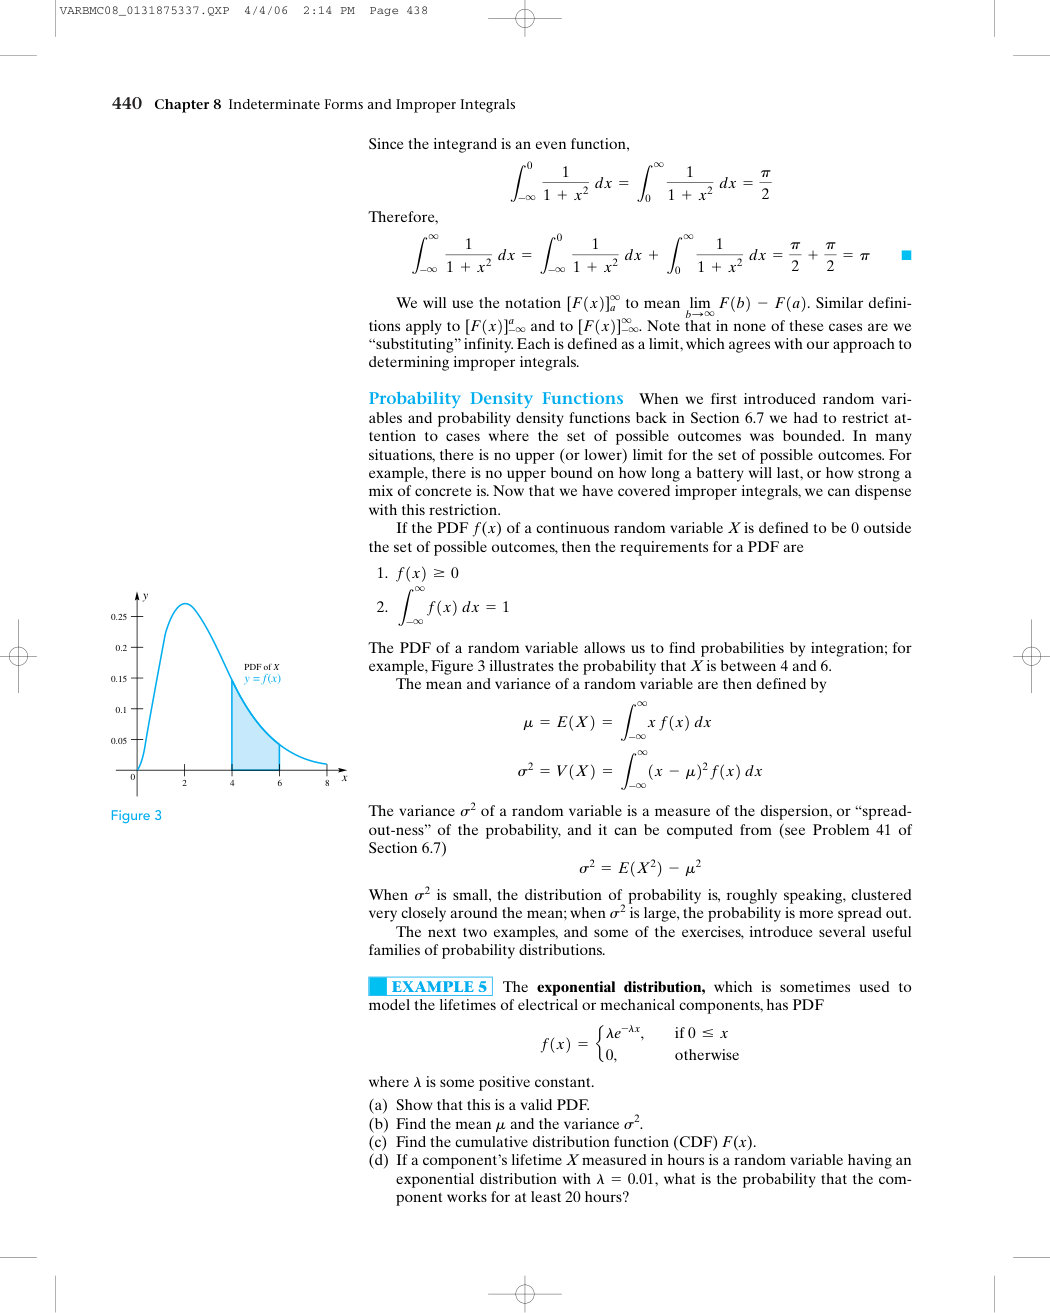 VARBMC08_0131875337.QXP 4/4/06 2:14 PM Page 438
440 Chapter 8 Indeterminate Forms and Improper Integrals
Since the integrand is an even function,
∫_{−∞}^{0} 1/(1 + x²) dx = ∫_{0}^{∞} 1/(1 + x²) dx = π/2
Therefore,
∫_{−∞}^{∞} 1/(1 + x²) dx = ∫_{−∞}^{0} 1/(1 + x²) dx + ∫_{0}^{∞} 1/(1 + x²) dx = π/2 + π/2 = π
We will use the notation [F(x)]_{a}^{∞} to mean lim_{b→∞} F(b) − F(a). Similar defini-
tions apply to [F(x)]_{−∞}^{a} and to [F(x)]_{−∞}^{∞}. Note that in none of these cases are we
“substituting” infinity. Each is defined as a limit, which agrees with our approach to
determining improper integrals.
Probability Density Functions When we first introduced random vari-
ables and probability density functions back in Section 6.7 we had to restrict at-
tention to cases where the set of possible outcomes was bounded. In many
situations, there is no upper (or lower) limit for the set of possible outcomes. For
example, there is no upper bound on how long a battery will last, or how strong a
mix of concrete is. Now that we have covered improper integrals, we can dispense
with this restriction.
If the PDF f(x) of a continuous random variable X is defined to be 0 outside
the set of possible outcomes, then the requirements for a PDF are
1. f(x) ≥ 0
2. ∫_{−∞}^{∞} f(x) dx = 1
The PDF of a random variable allows us to find probabilities by integration; for
example, Figure 3 illustrates the probability that X is between 4 and 6.
The mean and variance of a random variable are then defined by
μ = E(X) = ∫_{−∞}^{∞} x f(x) dx
σ² = V(X) = ∫_{−∞}^{∞} (x − μ)² f(x) dx
y
0.25
0.2
0.15
0.1
0.05
PDF of X
y = f(x)
0 2 4 6 8 x
Figure 3
The variance σ² of a random variable is a measure of the dispersion, or “spread-
out-ness” of the probability, and it can be computed from (see Problem 41 of
Section 6.7)
σ² = E(X²) − μ²
When σ² is small, the distribution of probability is, roughly speaking, clustered
very closely around the mean; when σ² is large, the probability is more spread out.
The next two examples, and some of the exercises, introduce several useful
families of probability distributions.
EXAMPLE 5 The exponential distribution, which is sometimes used to
model the lifetimes of electrical or mechanical components, has PDF
f(x) = { λe^{−λx}, if 0 ≤ x
0, otherwise
where λ is some positive constant.
(a) Show that this is a valid PDF.
(b) Find the mean μ and the variance σ².
(c) Find the cumulative distribution function (CDF) F(x).
(d) If a component’s lifetime X measured in hours is a random variable having an
exponential distribution with λ = 0.01, what is the probability that the com-
ponent works for at least 20 hours?